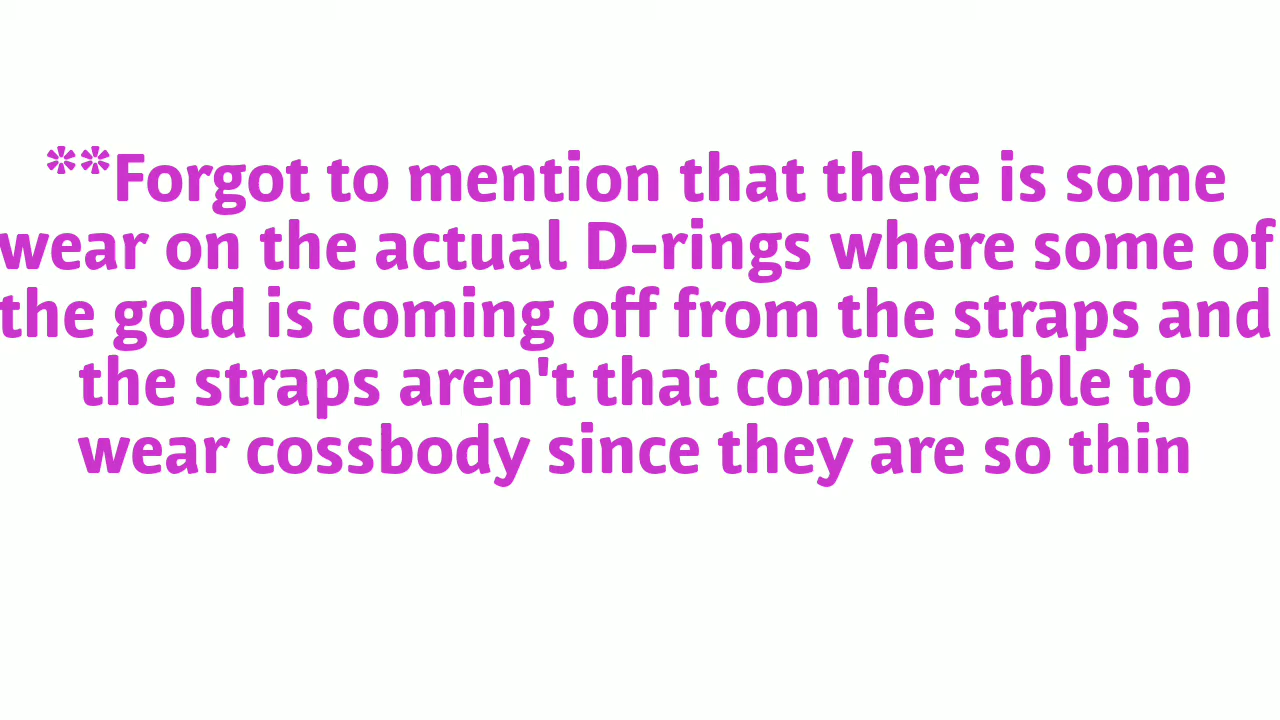 **Forgot to mention that there is some
wear on the actual D-rings where some of
the gold is coming off from the straps and
the straps aren't that comfortable to
wear cossbody since they are so thin